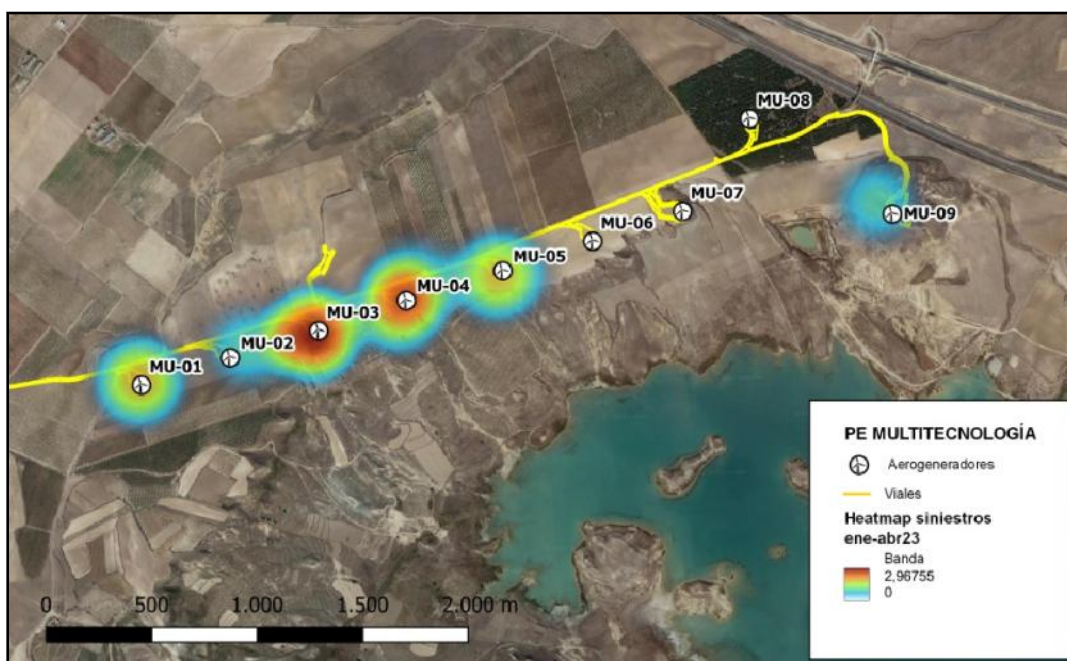 MU-08
MU-07
MU-09
MU-06
MU-05
MU-04
MU-03
MU-02
MU-01
0 500 1.000 1.500 2.000 m
PE MULTITECNOLOGÍA
Aerogeneradores
Viales
Heatmap siniestros
ene-abr23
Banda
2,96755
0